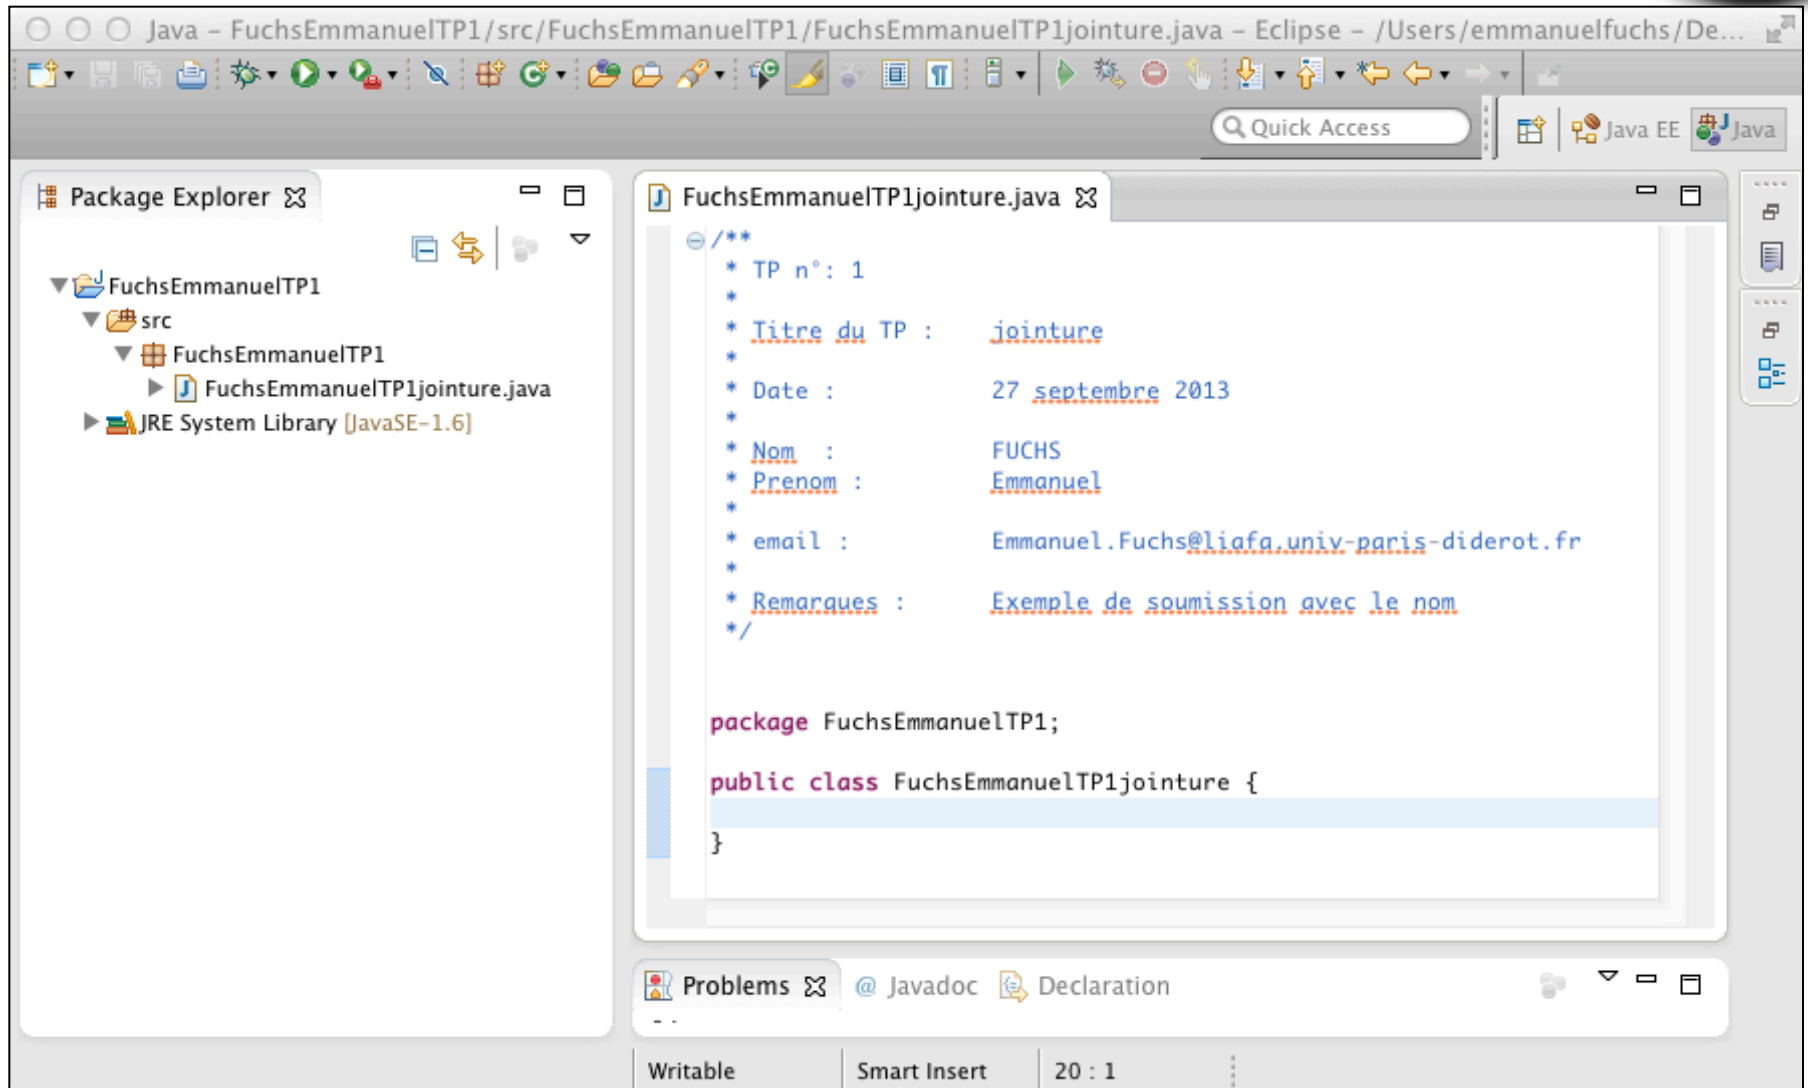 Java – FuchsEmmanuelTP1/src/FuchsEmmanuelTP1/FuchsEmmanuelTP1jointure.java – Eclipse – /Users/emmanuelfuchs/De...
Quick Access
Java EE
Java
Package Explorer
FuchsEmmanuelTP1
src
FuchsEmmanuelTP1
FuchsEmmanuelTP1jointure.java
JRE System Library [JavaSE-1.6]
FuchsEmmanuelTP1jointure.java
/**
* TP n°: 1
*
* Titre du TP : jointure
*
* Date : 27 septembre 2013
*
* Nom : FUCHS
* Prenom : Emmanuel
*
* email : Emmanuel.Fuchs@liafa.univ-paris-diderot.fr
*
* Remarques : Exemple de soumission avec le nom
*/
package FuchsEmmanuelTP1;
public class FuchsEmmanuelTP1jointure {
}
Problems @ Javadoc Declaration
Writable Smart Insert 20 : 1